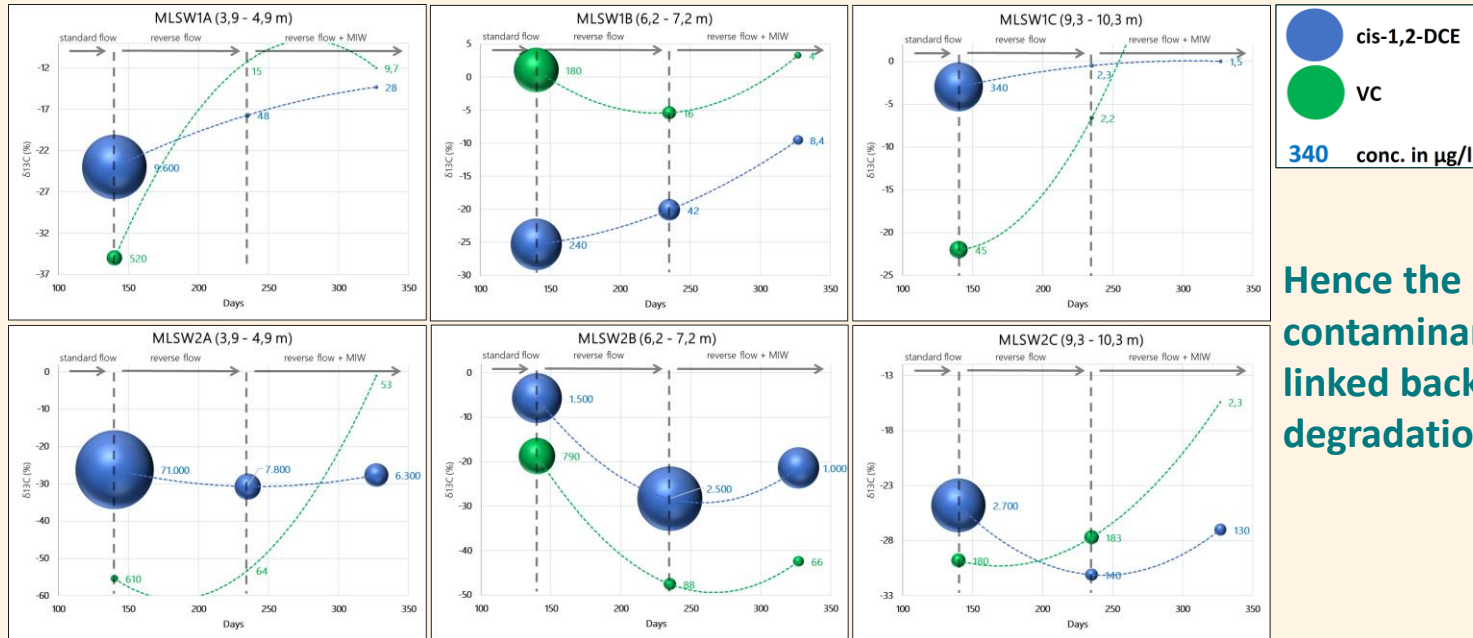 MLSW1A (3,9 - 4,9 m)
standard flow reverse flow reverse flow + MIW
δ13C (%)
-12
-17
-22
-27
-32
-37
9.600
520
15
48
9,7
28
100 150 200 250 300 350
Days
MLSW1B (6,2 - 7,2 m)
standard flow reverse flow reverse flow + MIW
δ13C (%)
5
0
-5
-10
-15
-20
-25
-30
180
240
16
42
4
8,4
100 150 200 250 300 350
Days
MLSW1C (9,3 - 10,3 m)
standard flow reverse flow reverse flow + MIW
δ13C (%)
0
-5
-10
-15
-20
-25
340
45
2,3
2,2
1,5
100 150 200 250 300 350
Days
cis-1,2-DCE
VC
340 conc. in µg/l
MLSW2A (3,9 - 4,9 m)
standard flow reverse flow reverse flow + MIW
δ13C (%)
0
-10
-20
-30
-40
-50
-60
71.000
610
7.800
64
53
6.300
100 150 200 250 300 350
Days
MLSW2B (6,2 - 7,2 m)
standard flow reverse flow reverse flow + MIW
δ13C (%)
0
-10
-20
-30
-40
-50
1.500
790
2.500
88
1.000
66
100 150 200 250 300 350
Days
MLSW2C (9,3 - 10,3 m)
standard flow reverse flow reverse flow + MIW
δ13C (%)
-13
-18
-23
-28
-33
2.700
180
183
140
2,3
130
100 150 200 250 300 350
Days
Hence the
contaminan
linked back
degradatio